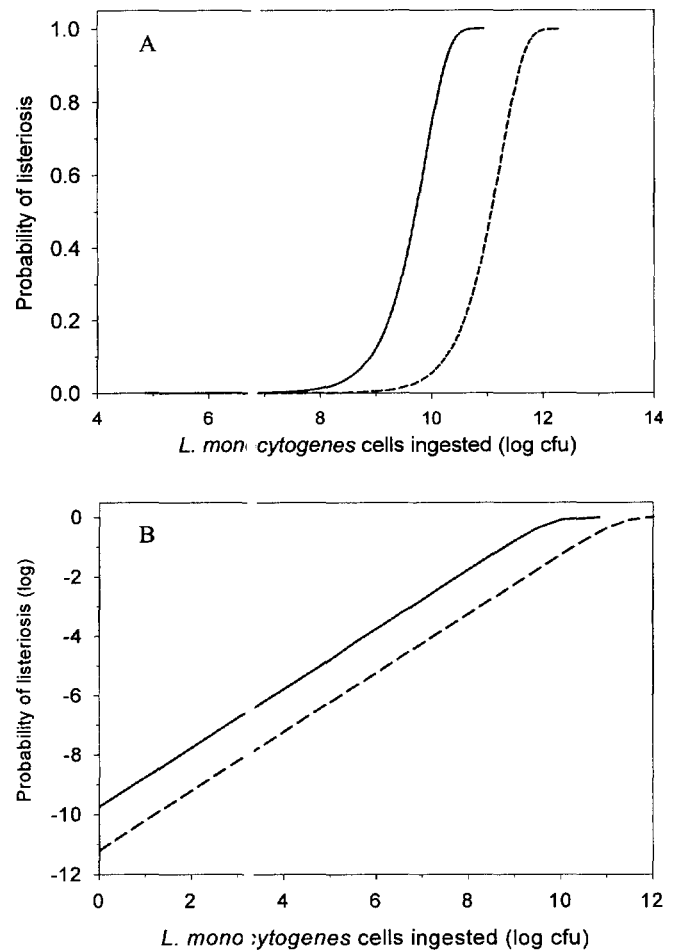 A
Probability of listeriosis
1.0
0.8
0.6
0.4
0.2
0.0
4 6 8 10 12 14
L. mon cytogenes cells ingested (log cfu)
B
Probability of listeriosis (log)
0
-2
-4
-6
-8
-10
-12
0 2 4 6 8 10 12
L. mono cytogenes cells ingested (log cfu)